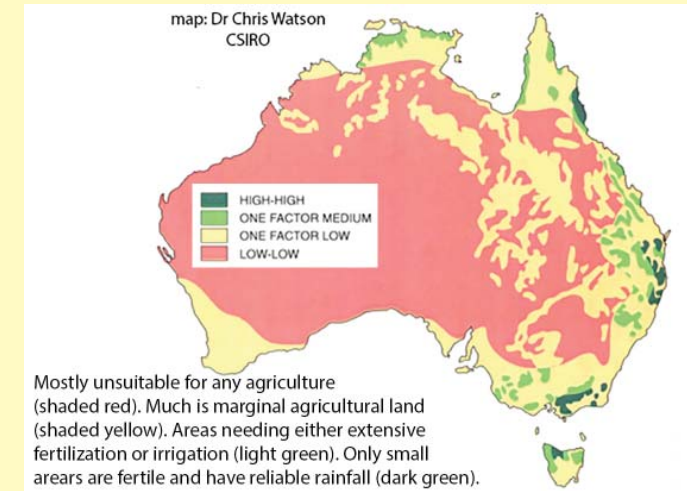 map: Dr Chris Watson
CSIRO
HIGH-HIGH
ONE FACTOR MEDIUM
ONE FACTOR LOW
LOW-LOW
Mostly unsuitable for any agriculture
(shaded red). Much is marginal agricultural land
(shaded yellow). Areas needing either extensive
fertilization or irrigation (light green). Only small
arears are fertile and have reliable rainfall (dark green).